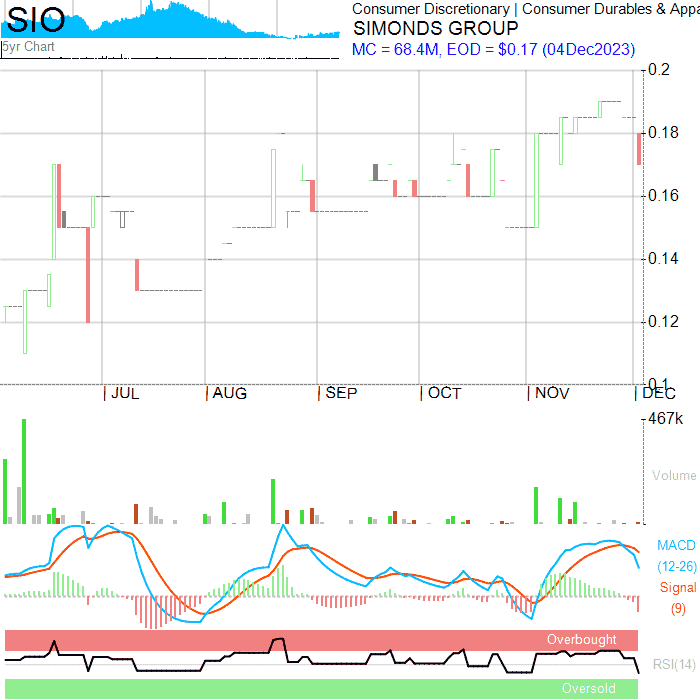 SIO
5yr Chart
Consumer Discretionary | Consumer Durables & Appa
SIMONDS GROUP
MC = 68.4M, EOD = $0.17 (04Dec2023)
0.2
0.18
0.16
0.14
0.12
0.1
| JUL | AUG | SEP | OCT | NOV | DEC
467k
Volume
MACD
(12-26)
Signal
(9)
Overbought
RSI(14)
Oversold